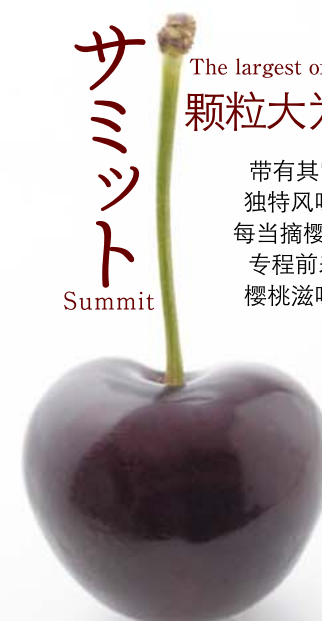 サミット
Summit
The largest o
颗粒大
带有其
独特风
每当摘樱
专程前
樱桃滋